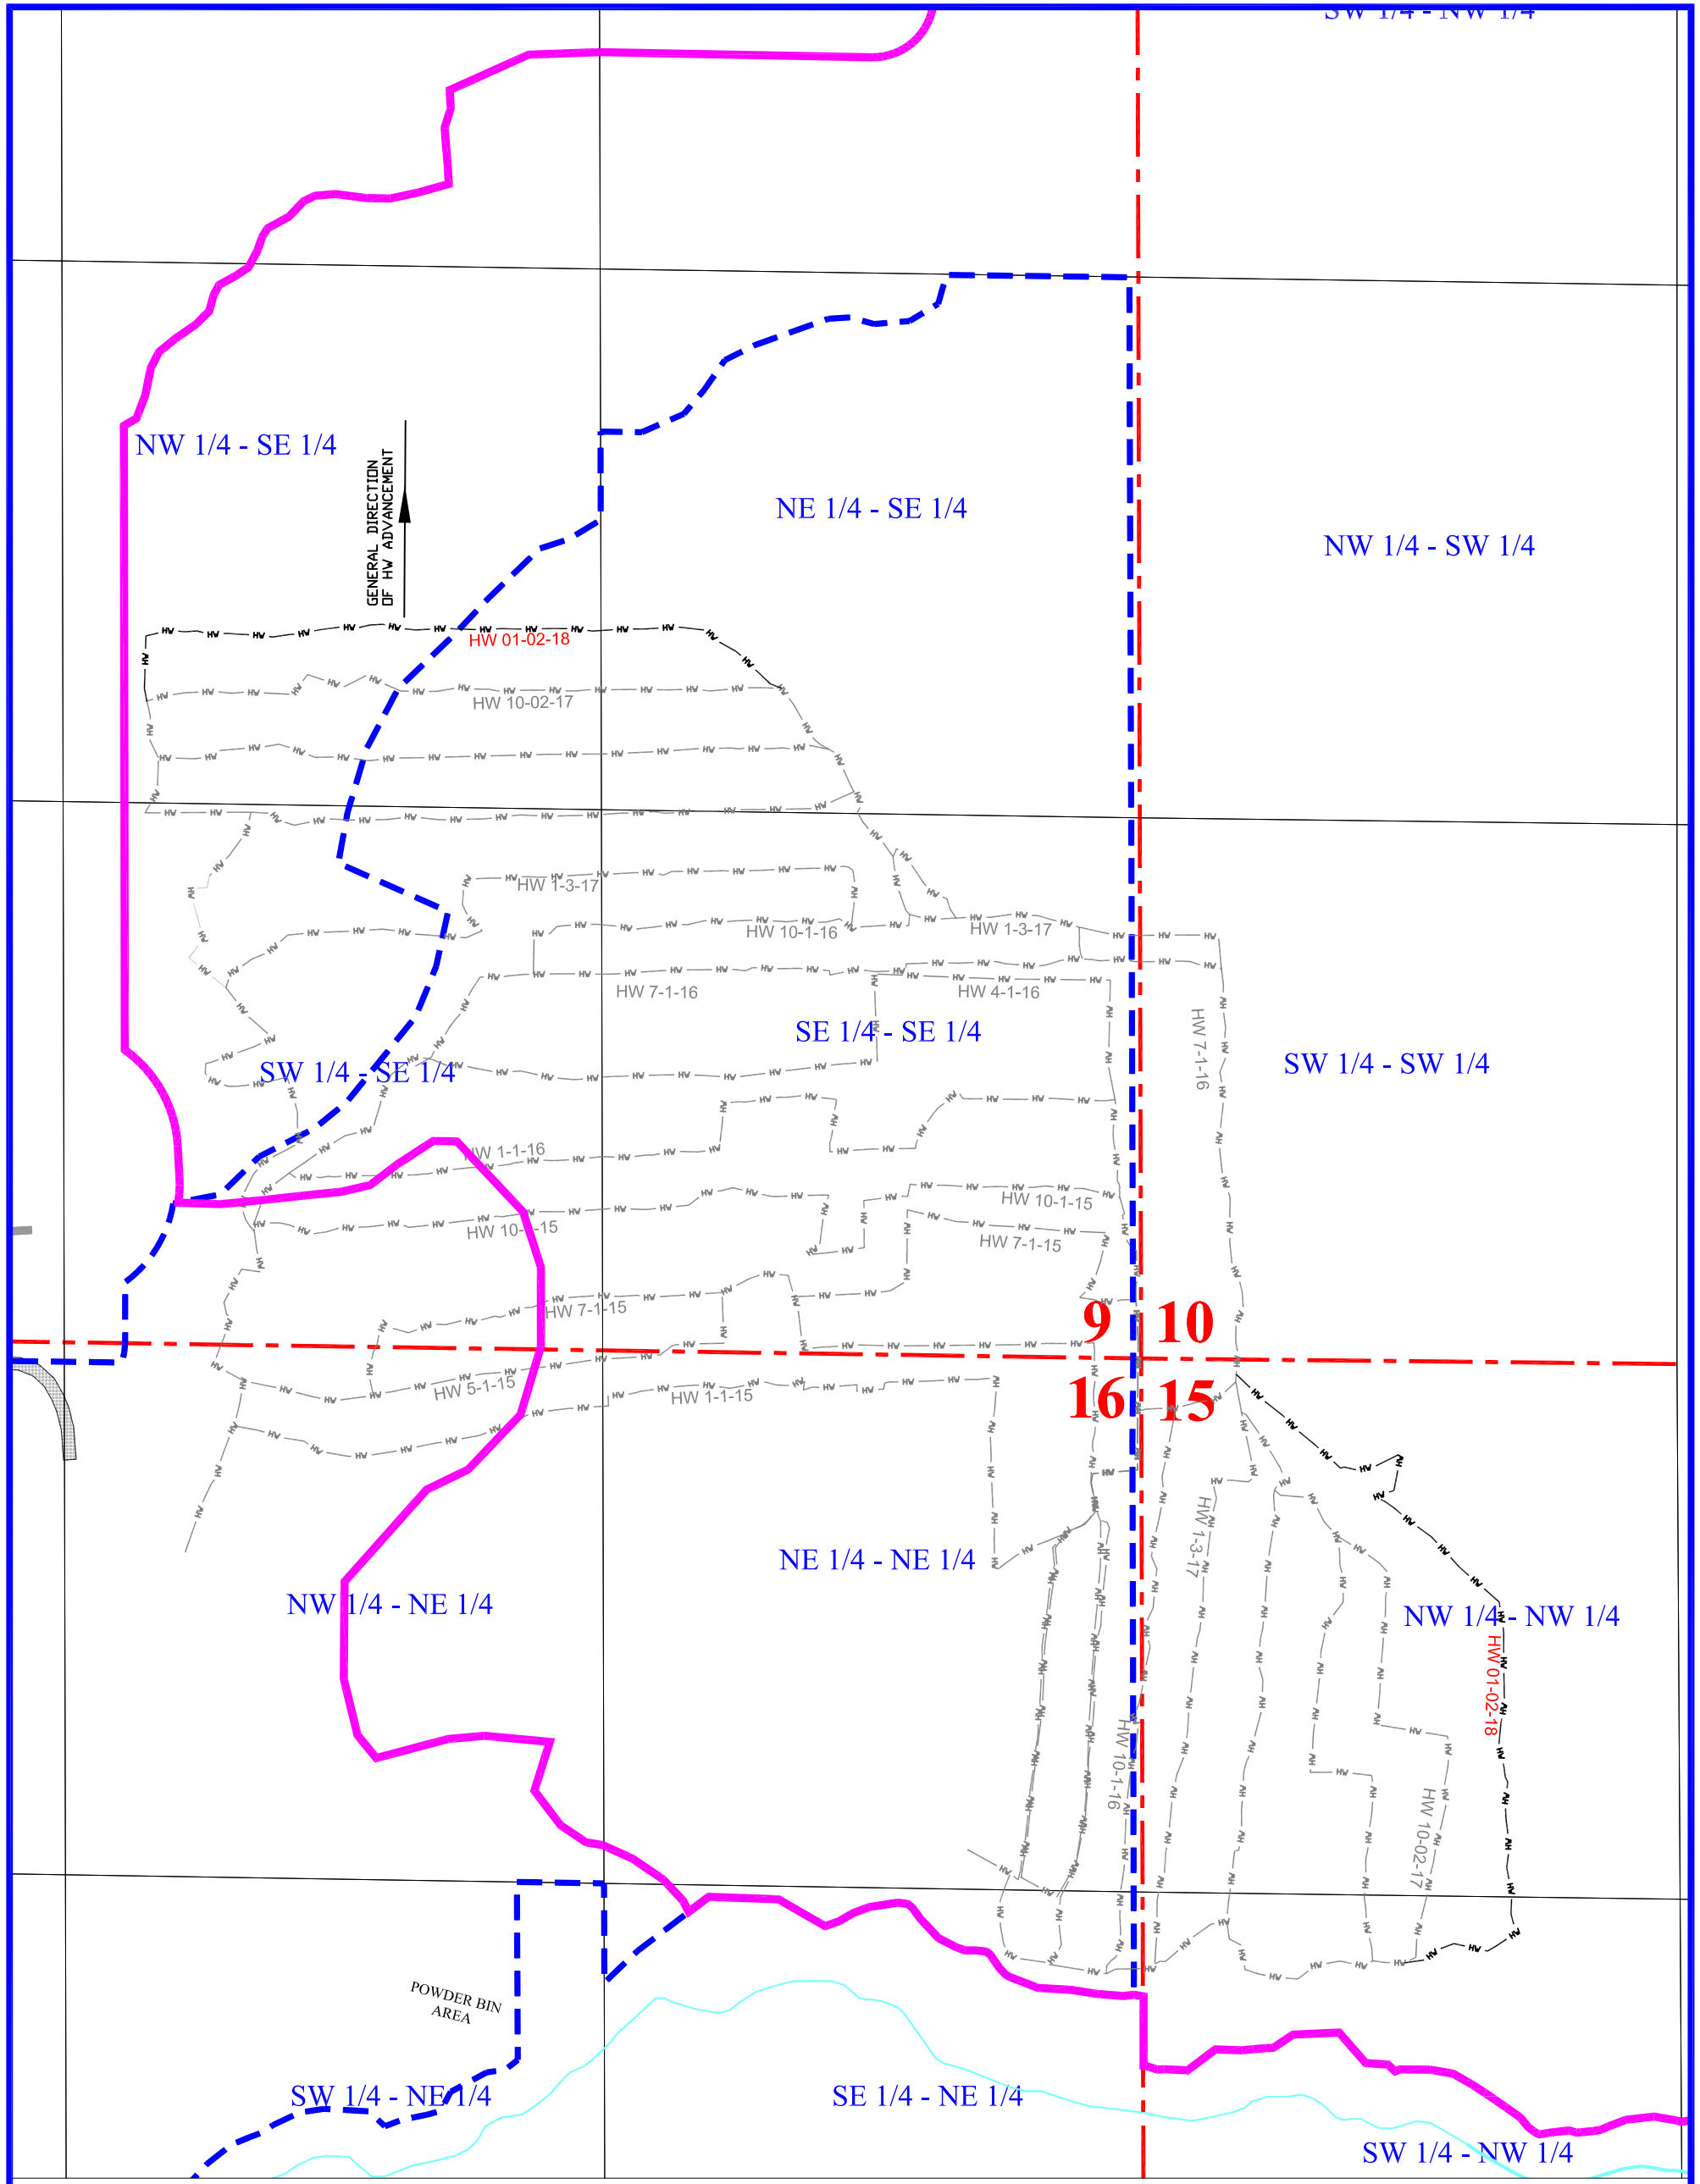 SW 1/4 - NW 1/4
NW 1/4 - SE 1/4
GENERAL DIRECTION
OF HW ADVANCEMENT
NE 1/4 - SE 1/4
NW 1/4 - SW 1/4
HW 01-02-18
HW 10-02-17
HW 1-3-17
HW 10-1-16
HW 1-3-17
HW 7-1-16
HW 4-1-16
HW 7-1-16
SE 1/4 - SE 1/4
SW 1/4 - SE 1/4
SW 1/4 - SW 1/4
HW 1-1-16
HW 10-1-15
HW 10-1-15
HW 7-1-15
HW 7-1-15
9
10
HW 5-1-15
HW 1-1-15
16
15
HW 1-3-17
NE 1/4 - NE 1/4
NW 1/4 - NE 1/4
NW 1/4 - NW 1/4
HW 01-02-18
HW 10-1-16
HW 10-02-17
POWDER BIN
AREA
SW 1/4 - NE 1/4
SE 1/4 - NE 1/4
SW 1/4 - NW 1/4